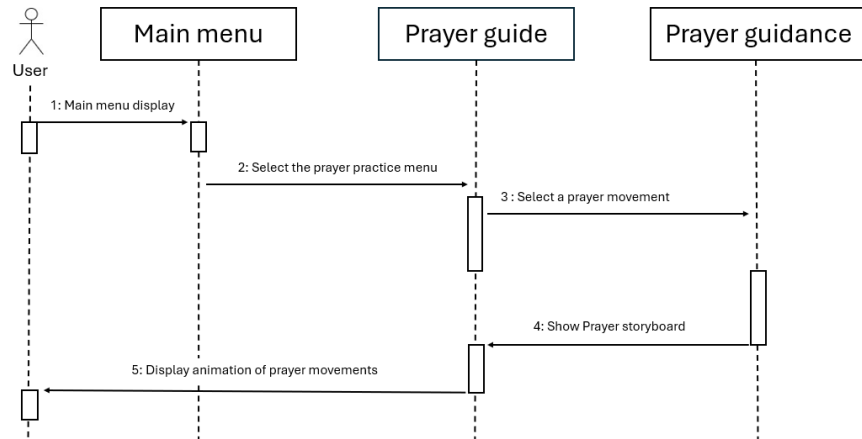 Main menu
Prayer guide
Prayer guidance
User
1: Main menu display
2: Select the prayer practice menu
3 : Select a prayer movement
4: Show Prayer storyboard
5: Display animation of prayer movements